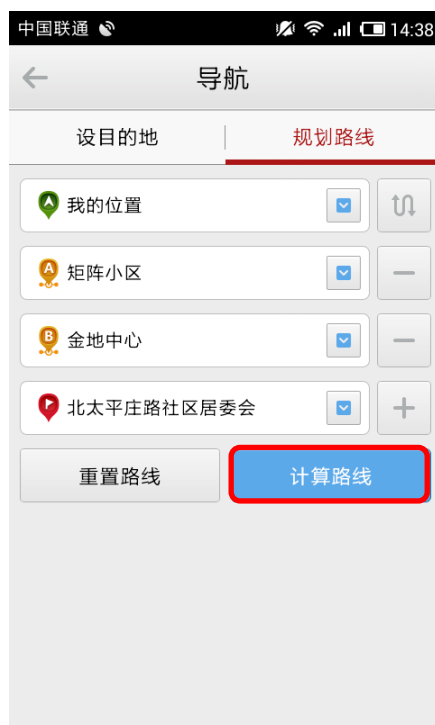 中国联通 14:38
导航
设目的地 规划路线
我的位置
A 矩阵小区
B 金地中心
北太平庄路社区居委会
重置路线 计算路线